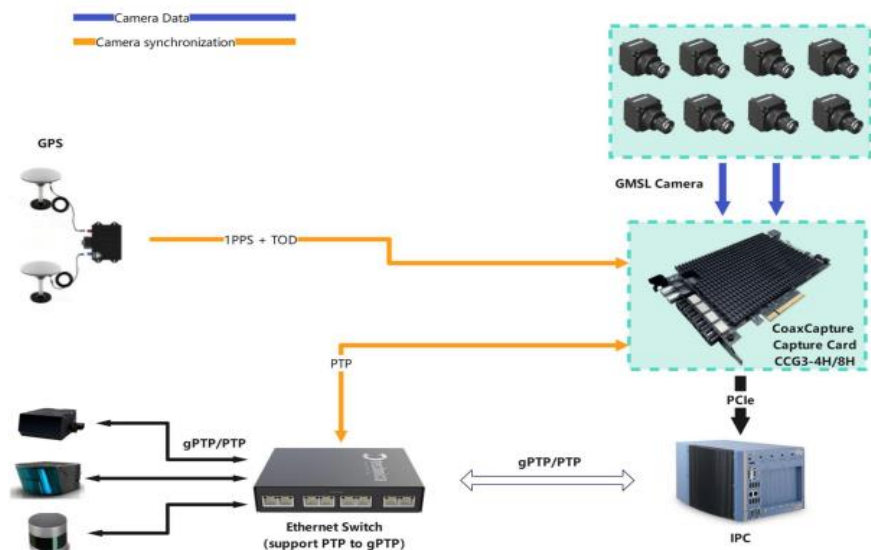 Camera Data
Camera synchronization
GPS
GMSL Camera
1PPS + TOD
CoaxCapture
Capture Card
CCG3-4H/8H
PTP
PCIe
gPTP/PTP
gPTP/PTP
Ethernet Switch
(support PTP to gPTP)
IPC